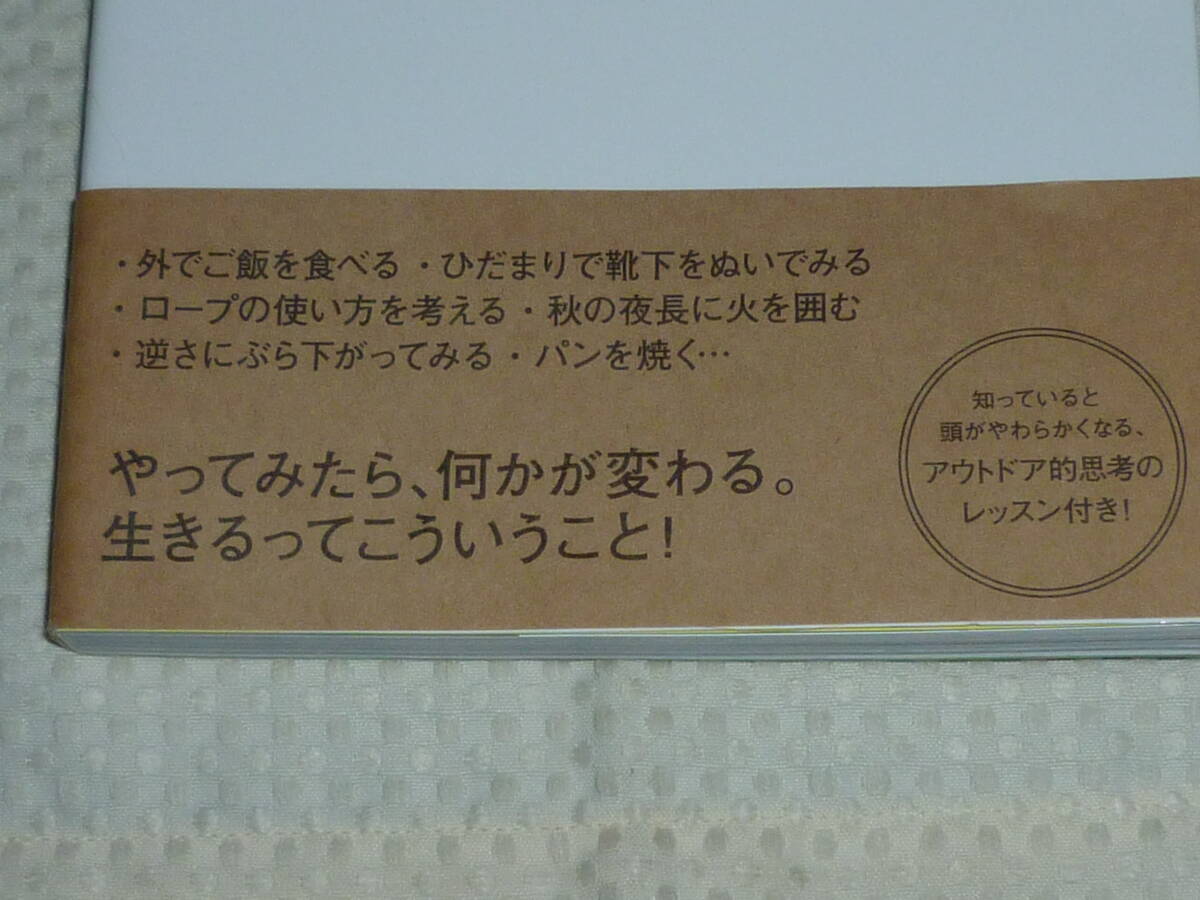 ・外でご飯を食べる ・ひだまりで靴下をぬいでみる
・ロープの使い方を考える ・秋の夜長に火を囲む
・逆さにぶら下がってみる ・パンを焼く…
やってみたら、何かが変わる。
生きるってこういうこと!
知っていると
頭がやわらかくなる、
アウトドア的思考の
レッスン付き!